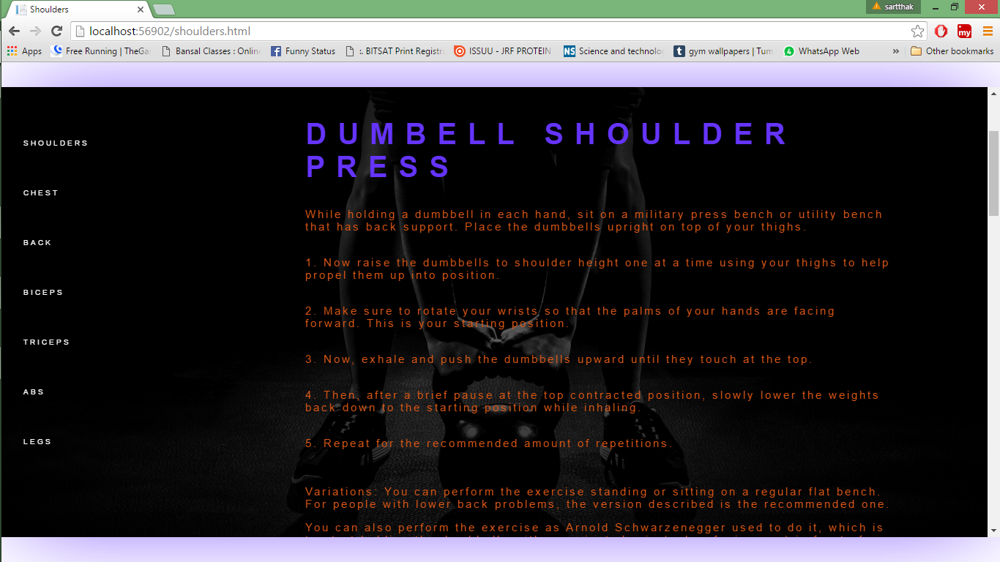 Shoulders
sartthak
localhost:56902/shoulders.html
my
Apps
Free Running | TheGa
Bansal Classes : Online
Funny Status
:. BITSAT Print Registr
ISSUU - JRF PROTEIN
NS Science and technolog
t gym wallpapers | Tum
4 WhatsApp Web
»
Other bookmarks
SHOULDERS
CHEST
BACK
BICEPS
TRICEPS
ABS
LEGS
DUMBELL SHOULDER
PRESS
While holding a dumbbell in each hand, sit on a military press bench or utility bench
that has back support. Place the dumbbells upright on top of your thighs.
1. Now raise the dumbbells to shoulder height one at a time using your thighs to help
propel them up into position.
2. Make sure to rotate your wrists so that the palms of your hands are facing
forward. This is your starting position.
3. Now, exhale and push the dumbbells upward until they touch at the top.
4. Then, after a brief pause at the top contracted position, slowly lower the weights
back down to the starting position while inhaling.
5. Repeat for the recommended amount of repetitions.
Variations: You can perform the exercise standing or sitting on a regular flat bench.
For people with lower back problems, the version described is the recommended one.
You can also perform the exercise as Arnold Schwarzenegger used to do it, which is